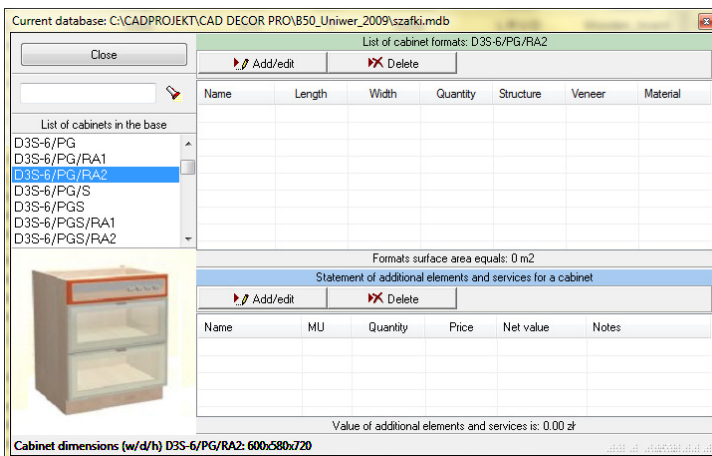 Current database: C:\CADPROJEKT\CAD DECOR PRO\B50_Uniwer_2009\szafki.mdb
Close
List of cabinet formats: D3S-6/PG/RA2
Add/edit Delete
Name Length Width Quantity Structure Veneer Material
List of cabinets in the base
D3S-6/PG
D3S-6/PG/RA1
D3S-6/PG/RA2
D3S-6/PG/S
D3S-6/PGS
D3S-6/PGS/RA1
D3S-6/PGS/RA2
Formats surface area equals: 0 m2
Statement of additional elements and services for a cabinet
Add/edit Delete
Name MU Quantity Price Net value Notes
Value of additional elements and services is: 0.00 zł
Cabinet dimensions (w/d/h) D3S-6/PG/RA2: 600x580x720